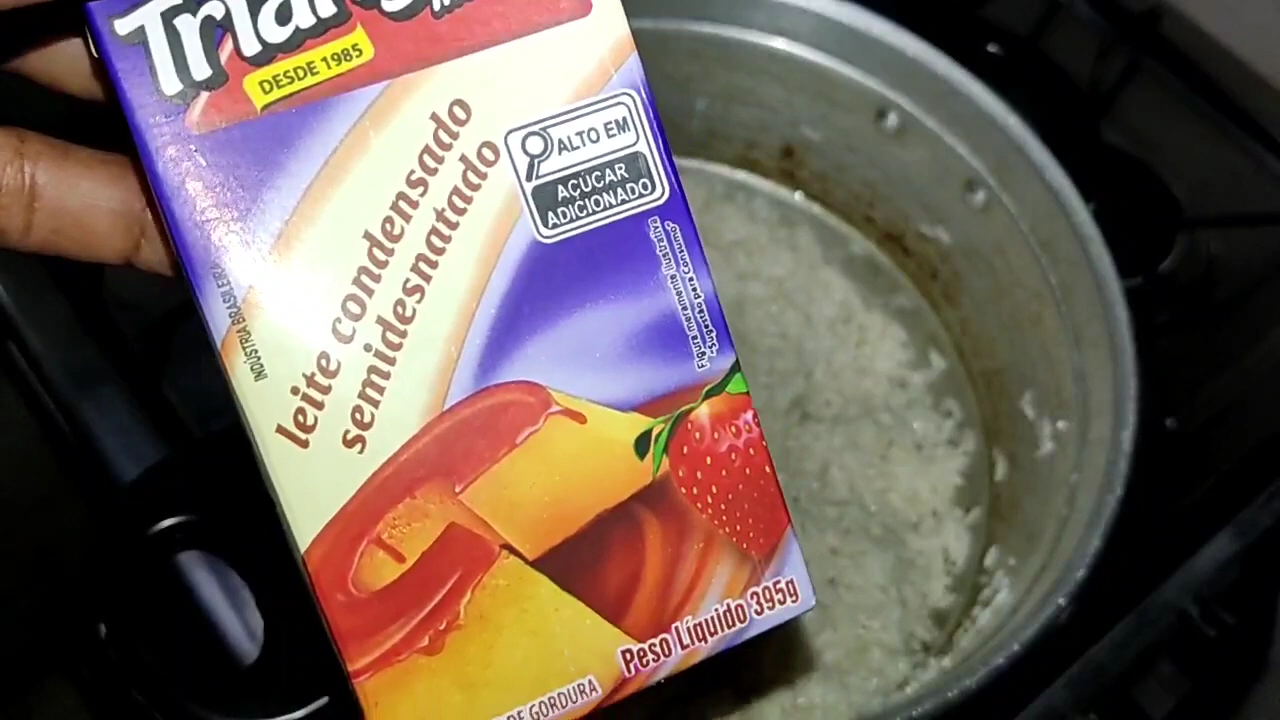 DESDE 1985
leite condensado
semidesnatado
ALTO EM
AÇÚCAR
ADICIONADO
INDÚSTRIA BRASILEIRA
Figura meramente ilustrativa
*Sugestão para consumo*
Peso Líquido 395g
DE GORDURA